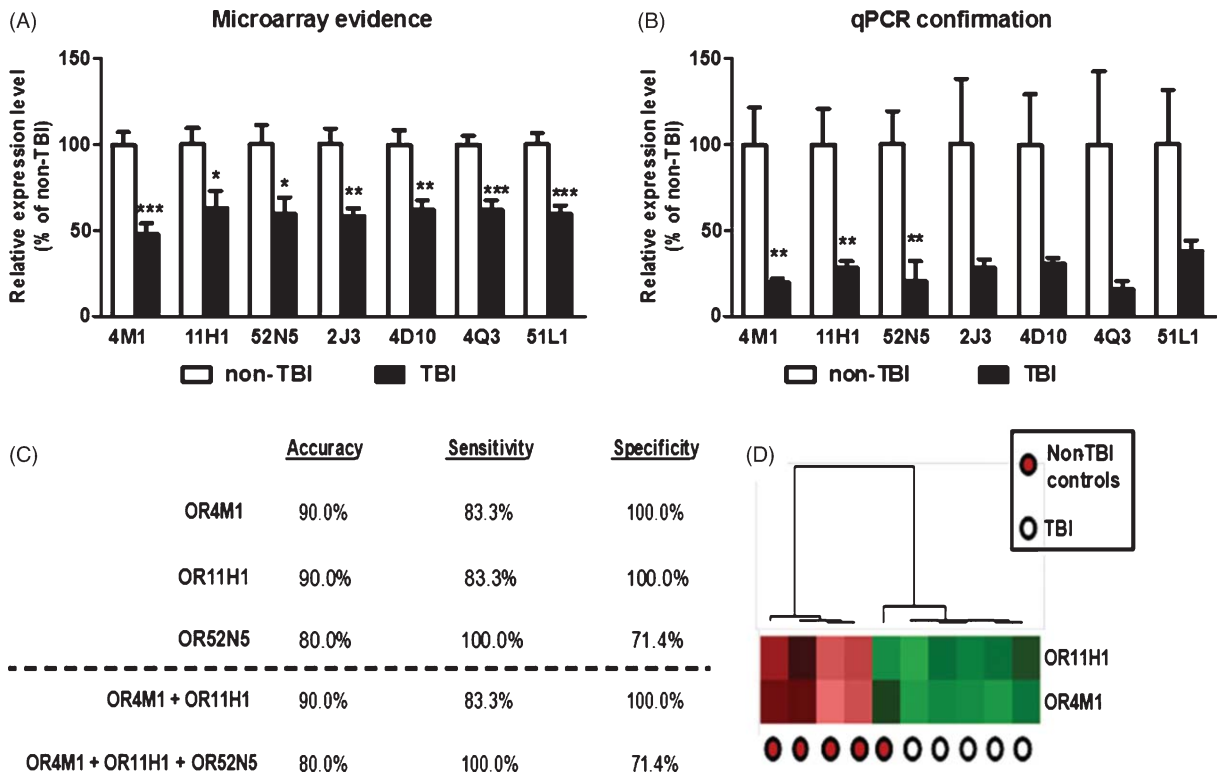 (A) Microarray evidence
Relative expression level
(% of non-TBI)
150
100
50
0
*** * * ** ** *** ***
4M1 11H1 52N5 2J3 4D10 4Q3 51L1
non-TBI TBI
(B) qPCR confirmation
Relative expression level
(% of non-TBI)
150
100
50
0
** ** **
4M1 11H1 52N5 2J3 4D10 4Q3 51L1
non-TBI TBI
(C)
Accuracy Sensitivity Specificity
OR4M1 90.0% 83.3% 100.0%
OR11H1 90.0% 83.3% 100.0%
OR52N5 80.0% 100.0% 71.4%
OR4M1 + OR11H1 90.0% 83.3% 100.0%
OR4M1 + OR11H1 + OR52N5 80.0% 100.0% 71.4%
(D)
Non-TBI
controls
TBI
OR11H1
OR4M1